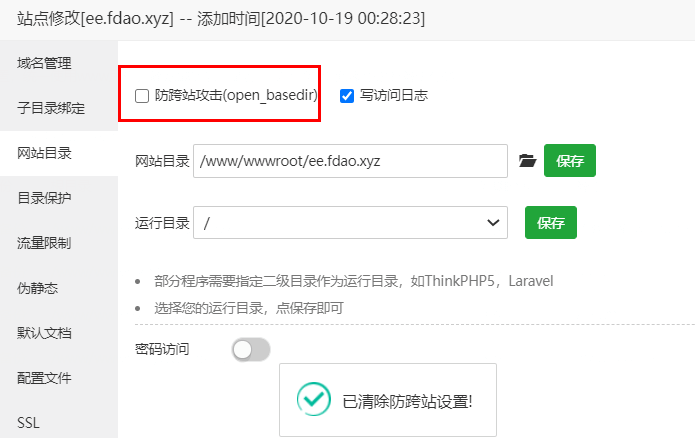 站点修改[ee.fdao.xyz] -- 添加时间[2020-10-19 00:28:23]
域名管理
子目录绑定
网站目录
目录保护
流量限制
伪静态
默认文档
配置文件
SSL
防跨站攻击(open_basedir) 写访问日志
网站目录 /www/wwwroot/ee.fdao.xyz 保存
运行目录 / 保存
部分程序需要指定二级目录作为运行目录，如ThinkPHP5，Laravel
选择您的运行目录，点保存即可
密码访问
已清除防跨站设置!